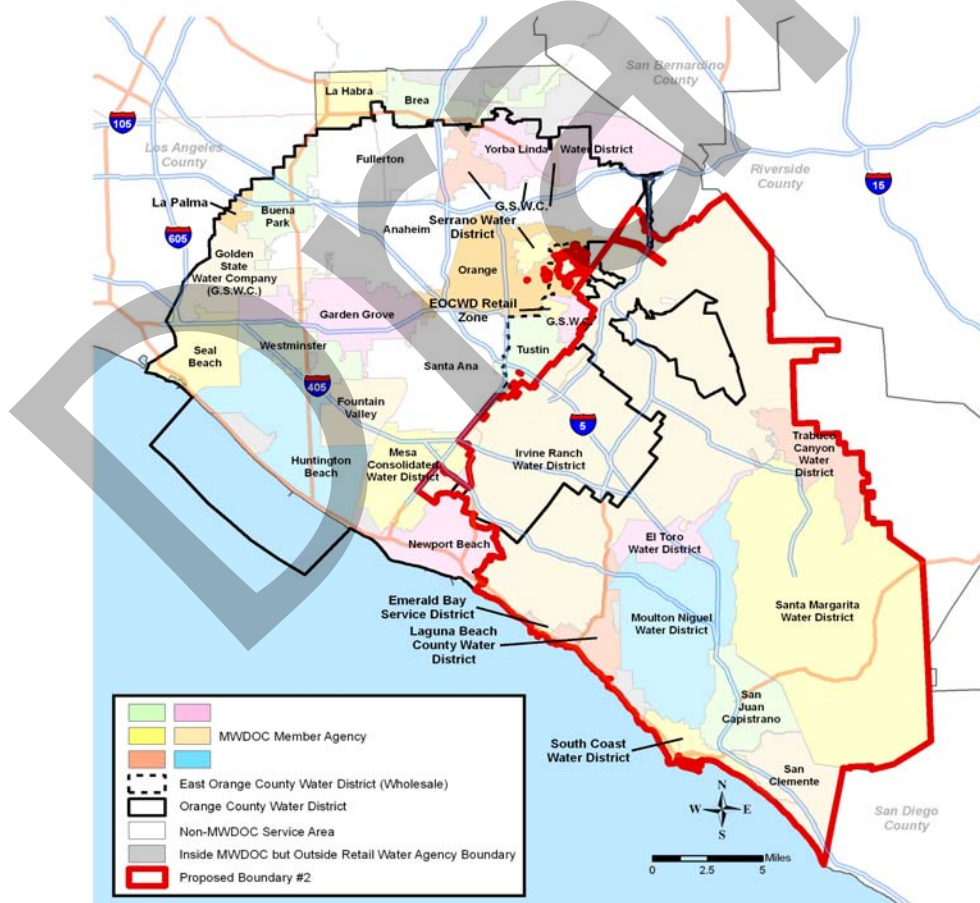 Draft
San Bernardino
County
La Habra
Brea
105
Los Angeles
County
Fullerton
Yorba Linda
Water District
Riverside
County
15
La Palma
Buena
Park
G.S.W.C.
Anaheim
Serrano Water
District
605
Golden
State
Water Company
(G.S.W.C.)
Orange
EOCWD Retail
Zone
Garden Grove
G.S.W.C.
Westminster
Tustin
Seal
Beach
Santa Ana
405
Fountain
Valley
5
Mesa
Consolidated
Water District
Irvine Ranch
Water District
Trabuco
Canyon
Water
District
Huntington
Beach
Newport Beach
El Toro
Water District
Emerald Bay
Service District
Laguna Beach
County Water
District
Moulton Niguel
Water District
Santa Margarita
Water District
San
Juan
Capistrano
South Coast
Water District
San
Clemente
San Diego
County
MWDOC Member Agency
East Orange County Water District (Wholesale)
Orange County Water District
Non-MWDOC Service Area
Inside MWDOC but Outside Retail Water Agency Boundary
Proposed Boundary #2
N
W E
S
Miles
0 2.5 5